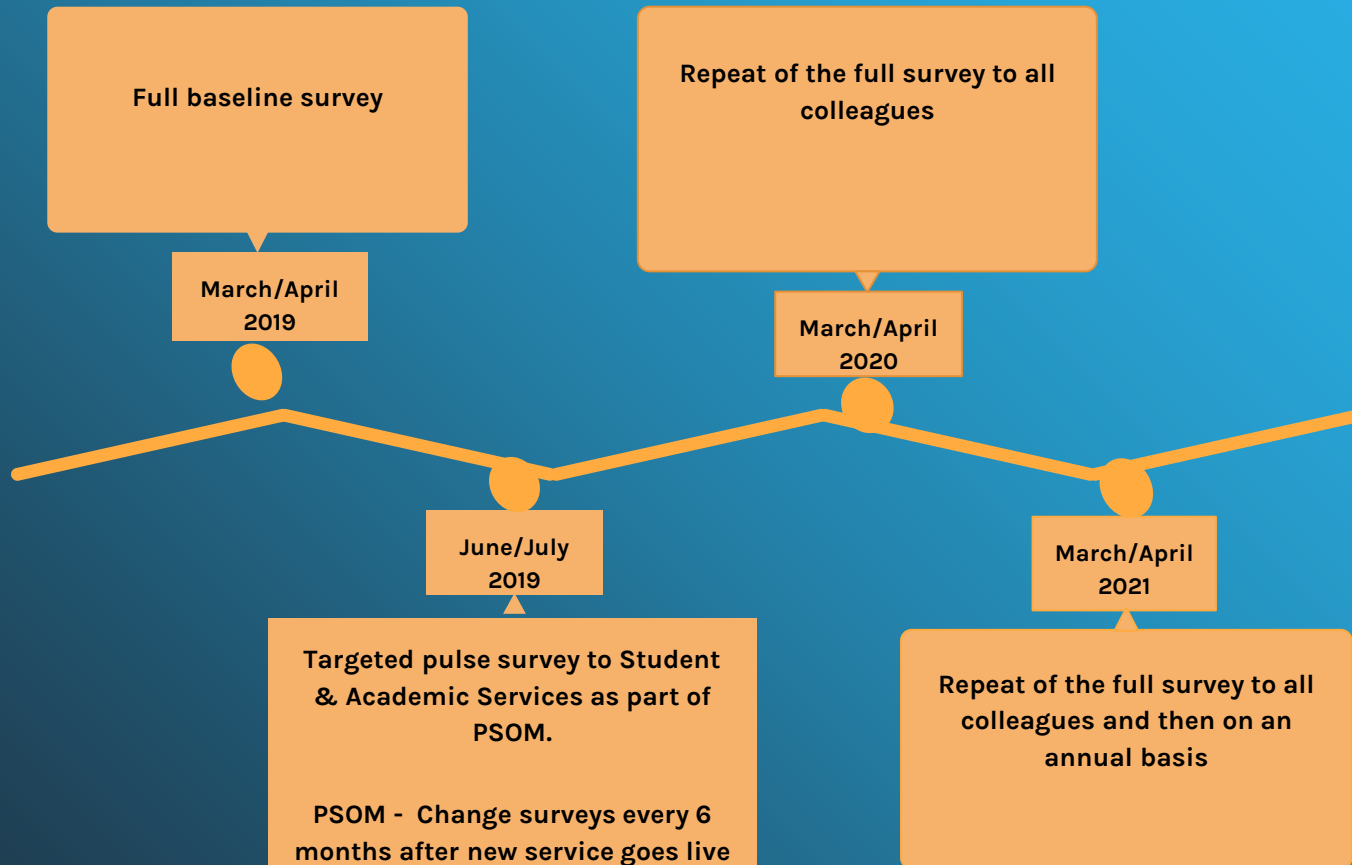 Full baseline survey
March/April
2019
Repeat of the full survey to all
colleagues
March/April
2020
June/July
2019
Targeted pulse survey to Student
& Academic Services as part of
PSOM.
PSOM - Change surveys every 6
months after new service goes live
March/April
2021
Repeat of the full survey to all
colleagues and then on an
annual basis